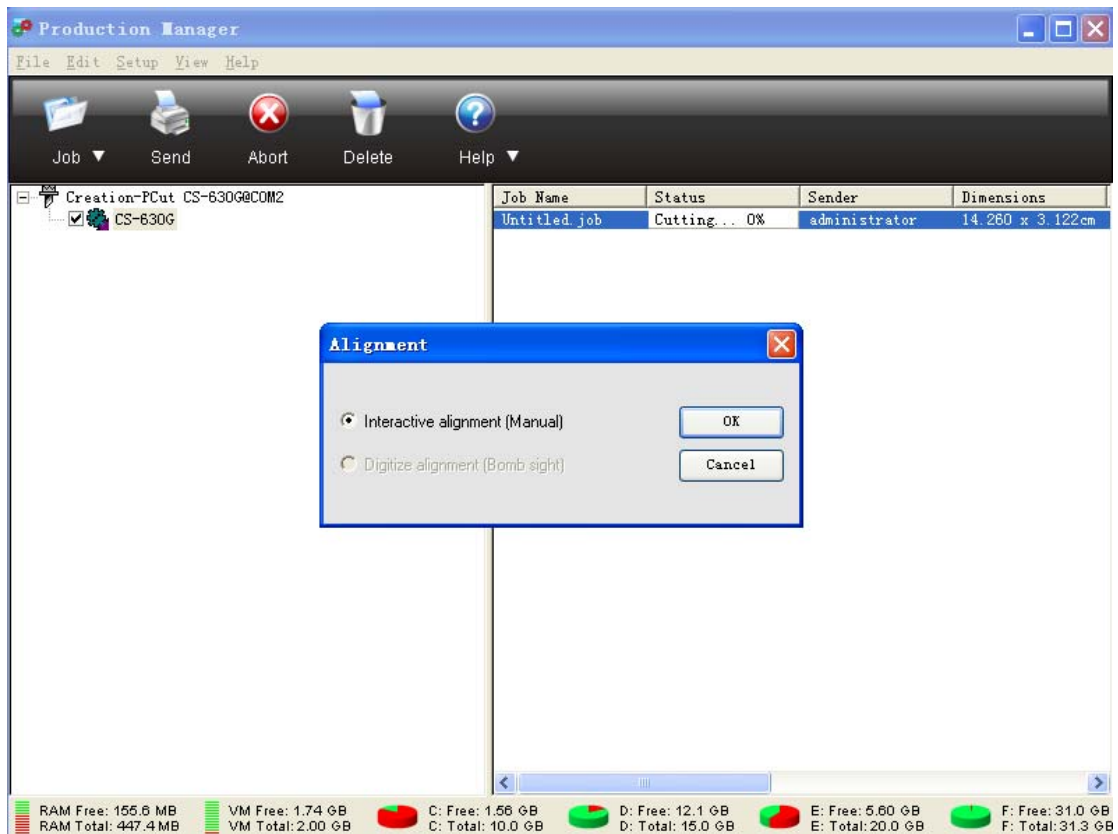 Production Manager
File Edit Setup View Help
Job Send Abort Delete Help
Creation-PCut CS-630G@COM2
CS-630G
Job Name Status Sender Dimensions
Untitled.job Cutting... 0% administrator 14.260 x 3.122cm
Alignment
Interactive alignment (Manual)
OK
Digitize alignment (Bomb sight)
Cancel
RAM Free: 155.6 MB VM Free: 1.74 GB C: Free: 1.56 GB D: Free: 12.1 GB E: Free: 5.60 GB F: Free: 31.0 GB
RAM Total: 447.4 MB VM Total: 2.00 GB C: Total: 10.0 GB D: Total: 15.0 GB E: Total: 20.0 GB F: Total: 31.3 GB